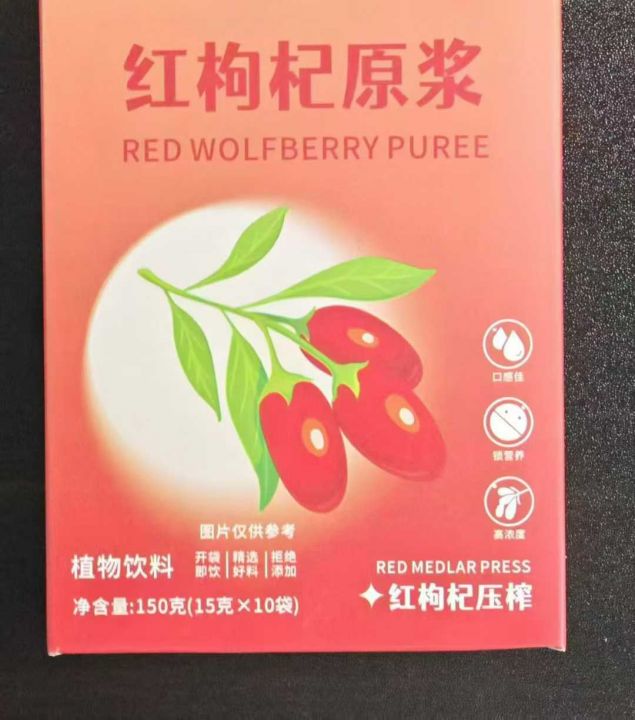 红枸杞原浆
RED WOLFBERRY PUREE
口感佳
锁营养
高浓度
图片仅供参考
植物饮料
开袋 精选 拒绝
即饮 好料 添加
净含量:150克(15克×10袋)
RED MEDLAR PRESS
红枸杞压榨